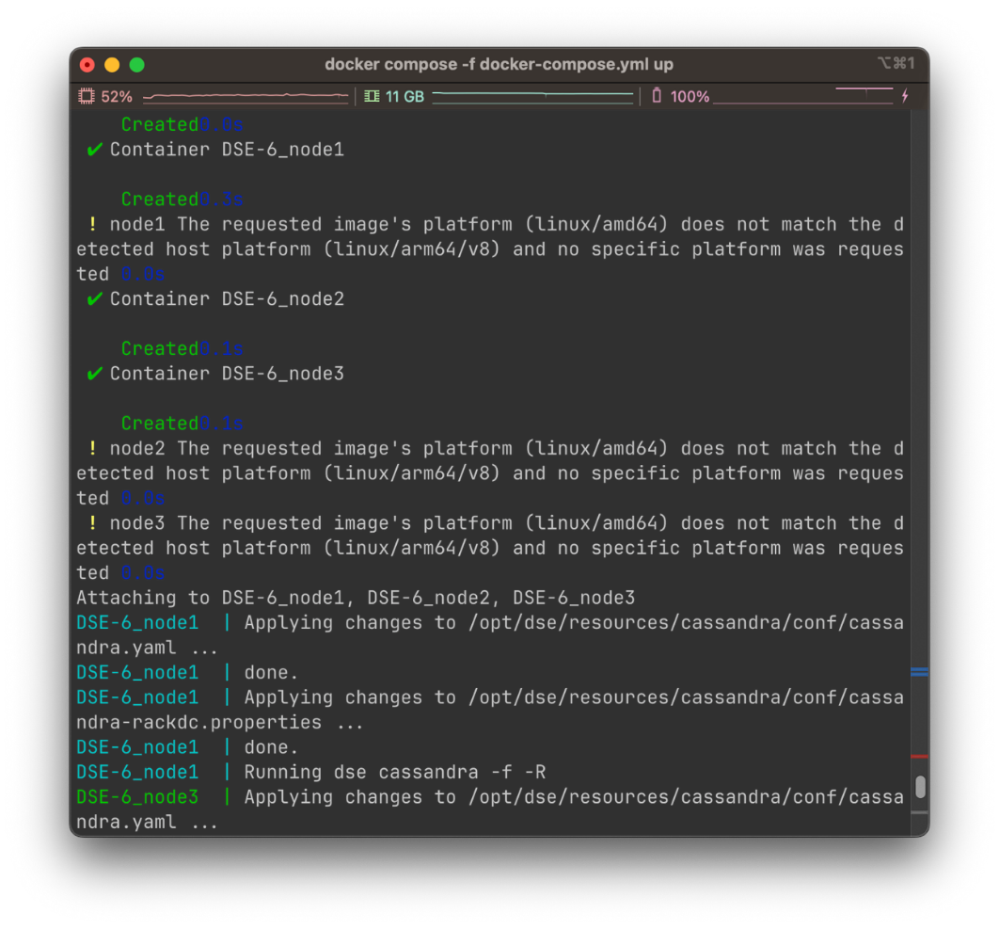 docker compose -f docker-compose.yml up
⌥⌘1
52%
11 GB
100%
Created0.0s
✔ Container DSE-6_node1
Created0.3s
! node1 The requested image's platform (linux/amd64) does not match the d
etected host platform (linux/arm64/v8) and no specific platform was reques
ted 0.0s
✔ Container DSE-6_node2
Created0.1s
✔ Container DSE-6_node3
Created0.1s
! node2 The requested image's platform (linux/amd64) does not match the d
etected host platform (linux/arm64/v8) and no specific platform was reques
ted 0.0s
! node3 The requested image's platform (linux/amd64) does not match the d
etected host platform (linux/arm64/v8) and no specific platform was reques
ted 0.0s
Attaching to DSE-6_node1, DSE-6_node2, DSE-6_node3
DSE-6_node1  | Applying changes to /opt/dse/resources/cassandra/conf/cassa
ndra.yaml ...
DSE-6_node1  | done.
DSE-6_node1  | Applying changes to /opt/dse/resources/cassandra/conf/cassa
ndra-rackdc.properties ...
DSE-6_node1  | done.
DSE-6_node1  | Running dse cassandra -f -R
DSE-6_node3  | Applying changes to /opt/dse/resources/cassandra/conf/cassa
ndra.yaml ...